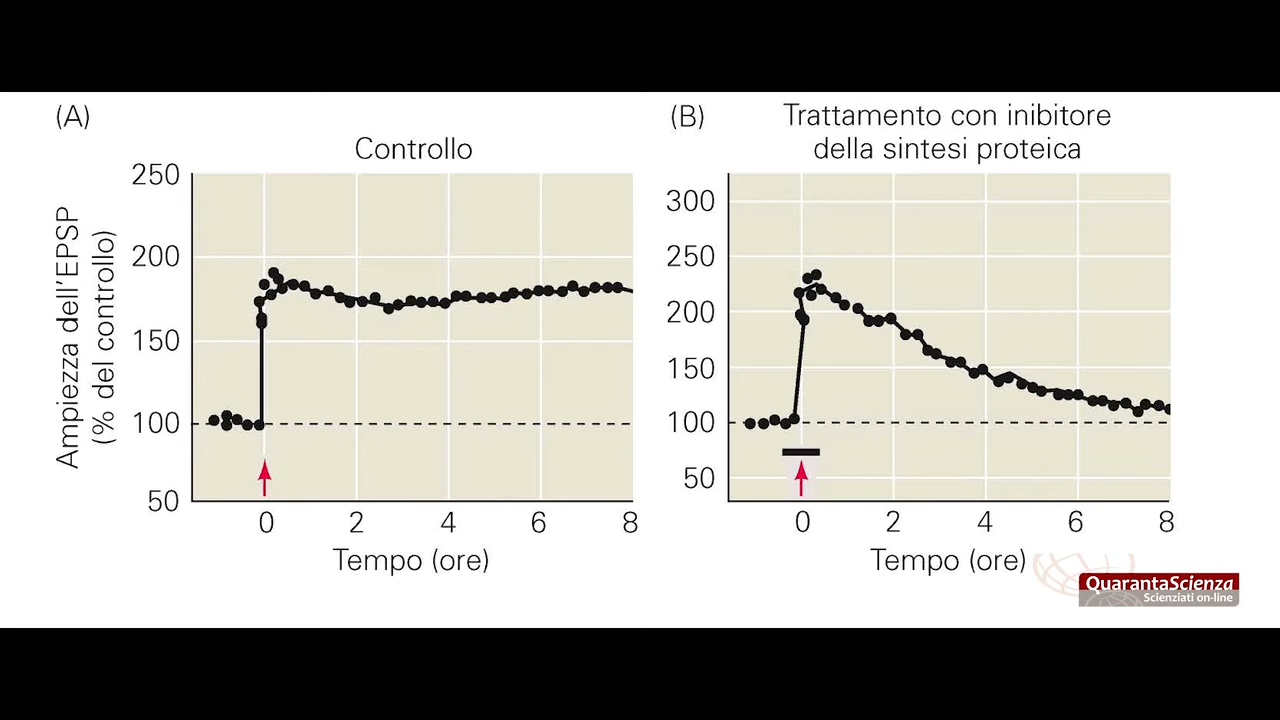 (A)
Controllo
Ampiezza dell'EPSP
(% del controllo)
250
200
150
100
50
0 2 4 6 8
Tempo (ore)
(B)
Trattamento con inibitore
della sintesi proteica
300
250
200
150
100
50
0 2 4 6 8
Tempo (ore)
QuarantaScienza
Scienziati on-line